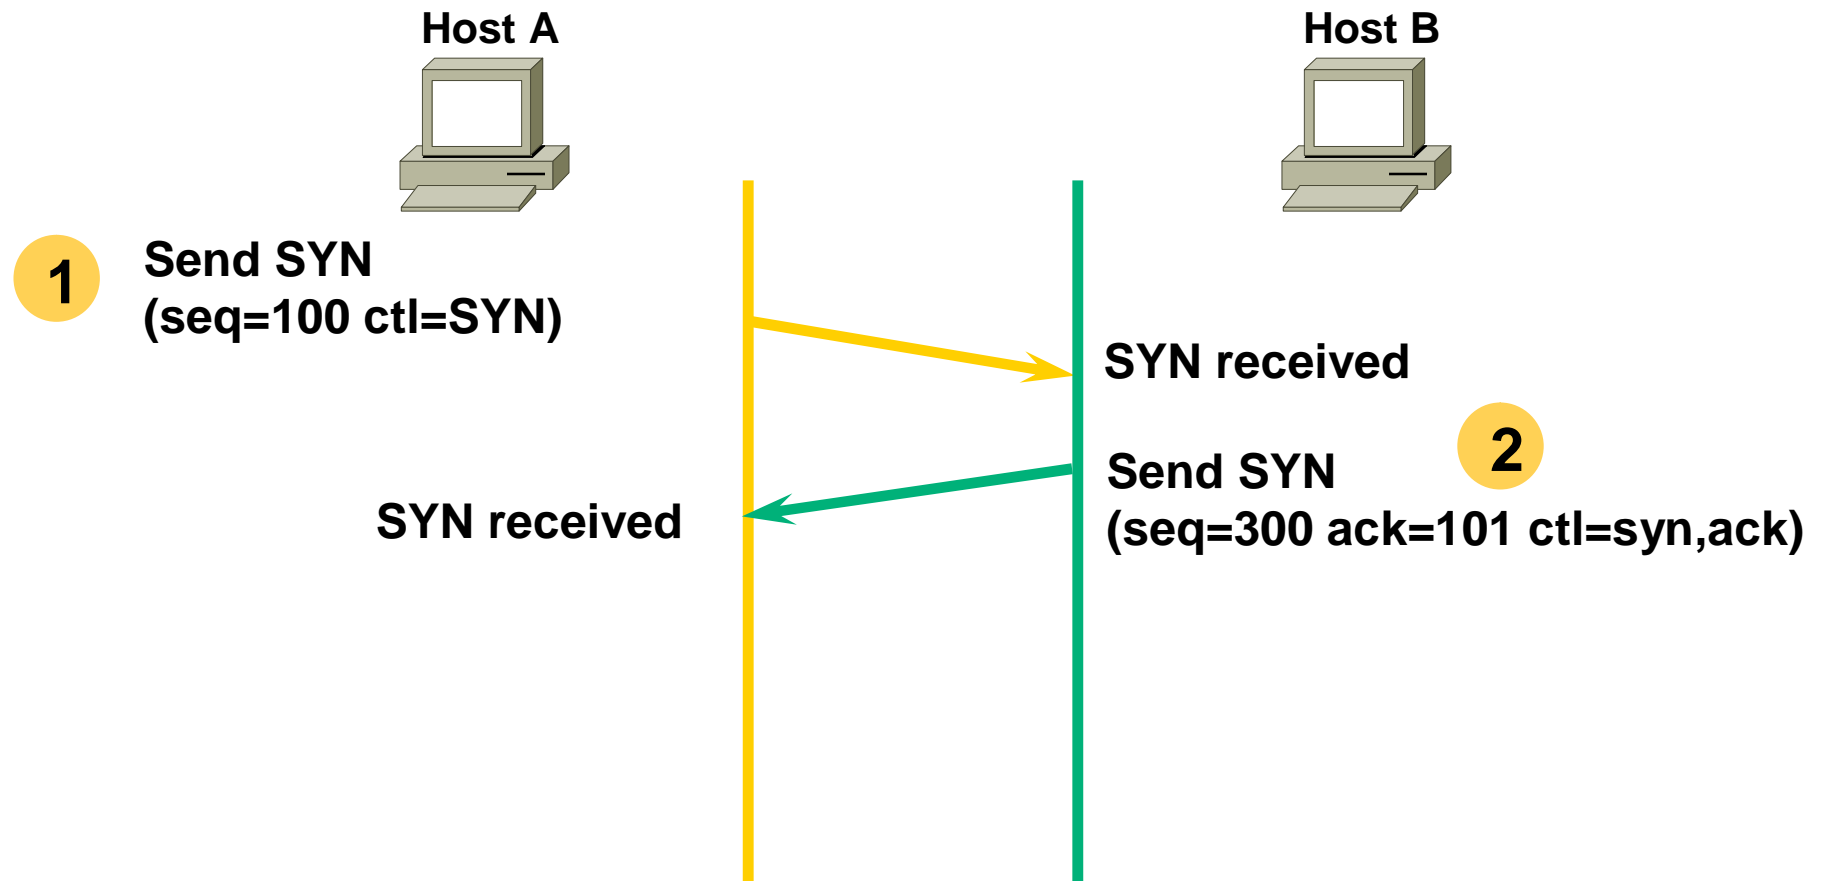 Host A
Host B
1
Send SYN
(seq=100 ctl=SYN)
SYN received
2
Send SYN
(seq=300 ack=101 ctl=syn,ack)
SYN received